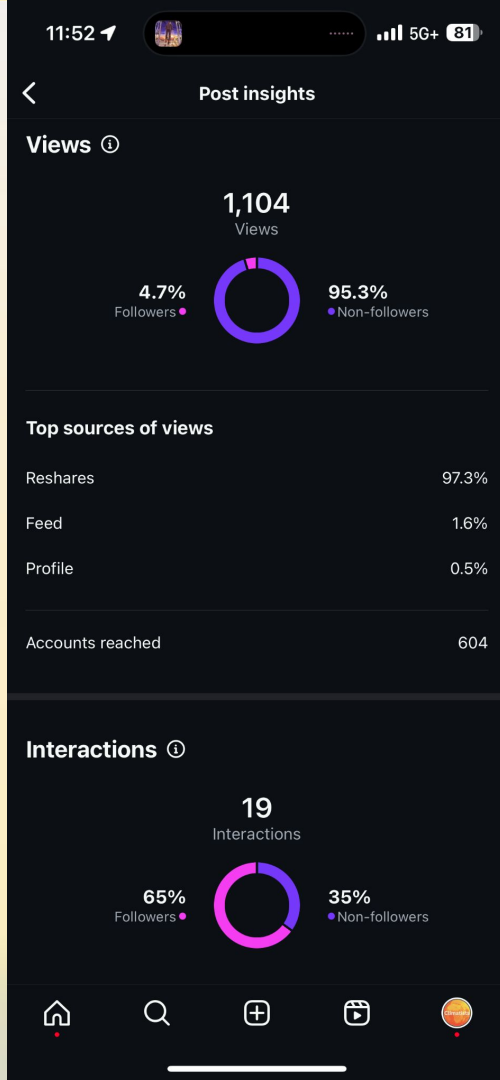 11:52
5G+ 81
Post insights
Views
1,104
Views
4.7%
Followers
95.3%
Non-followers
Top sources of views
Reshares 97.3%
Feed 1.6%
Profile 0.5%
Accounts reached 604
Interactions
19
Interactions
65%
Followers
35%
Non-followers